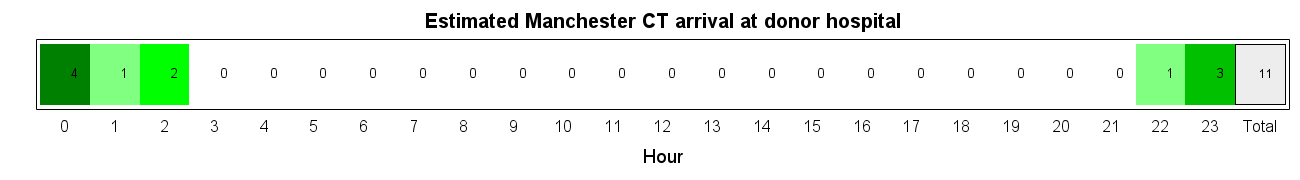 Estimated Manchester CT arrival at donor hospital
4 1 2 0 0 0 0 0 0 0 0 0 0 0 0 0 0 0 0 0 0 0 1 3 11
0 1 2 3 4 5 6 7 8 9 10 11 12 13 14 15 16 17 18 19 20 21 22 23 Total
Hour